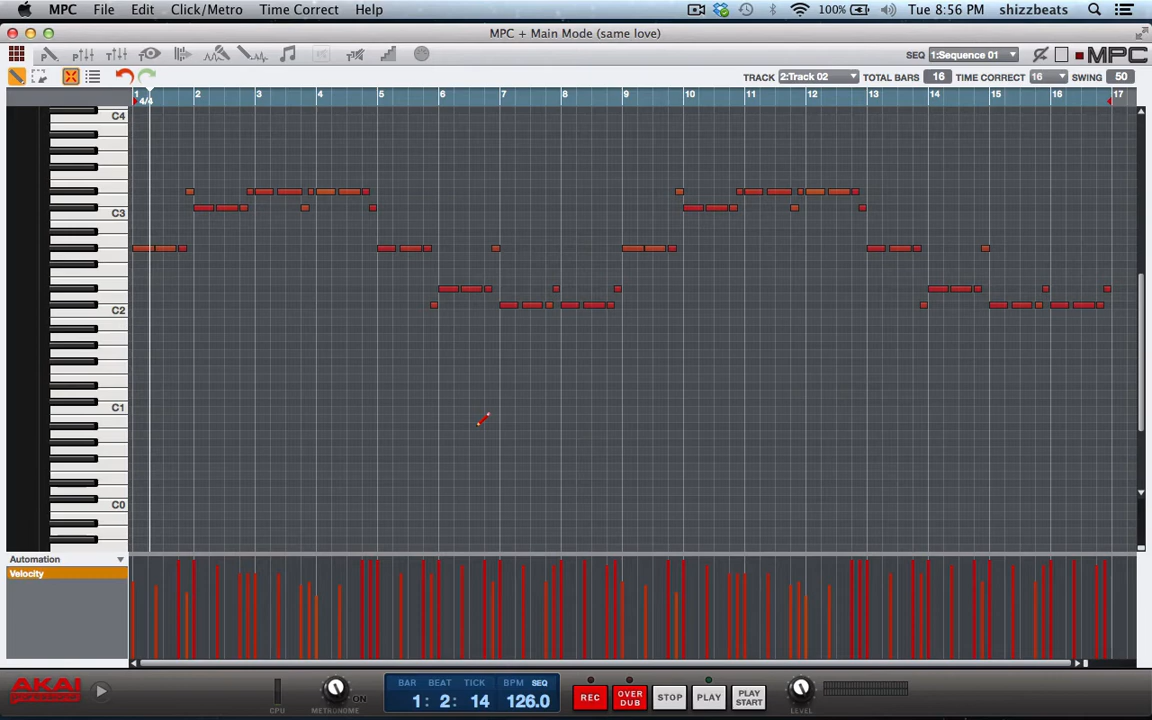 MPC File Edit Click/Metro Time Correct Help 100% Tue 8:56 PM shizzbeats
MPC + Main Mode (same love)
SEQ 1:Sequence 01 MPC
TRACK 2:Track 02 TOTAL BARS 16 TIME CORRECT 16 SWING 50
1 2 3 4 5 6 7 8 9 10 11 12 13 14 15 16 17
4/4
C4
C3
C2
C1
C0
Automation
Velocity
BAR BEAT TICK BPM SEQ
1: 2: 14 126.0
AKAI
professional
CPU
METRONOME
ON
REC
OVER
DUB
STOP
PLAY
PLAY
START
LEVEL